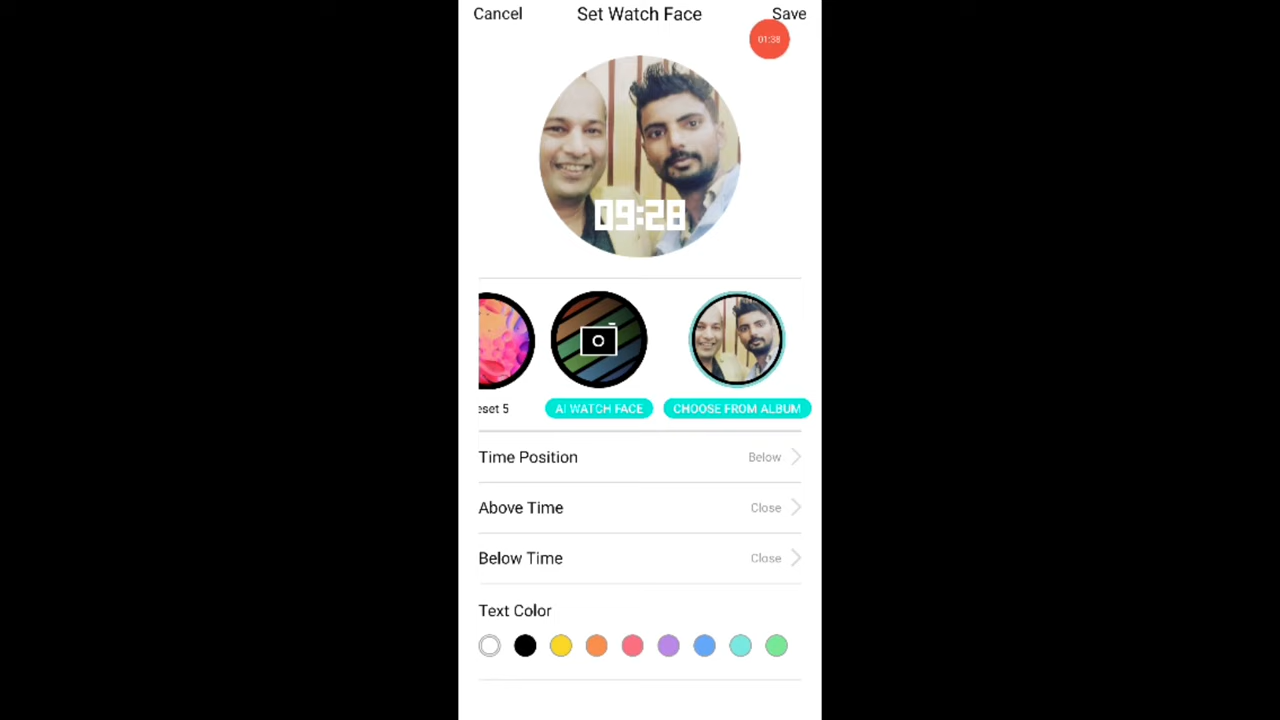 Cancel Set Watch Face Save
01:38
09:28
eset 5 AI WATCH FACE CHOOSE FROM ALBUM
Time Position Below
Above Time Close
Below Time Close
Text Color